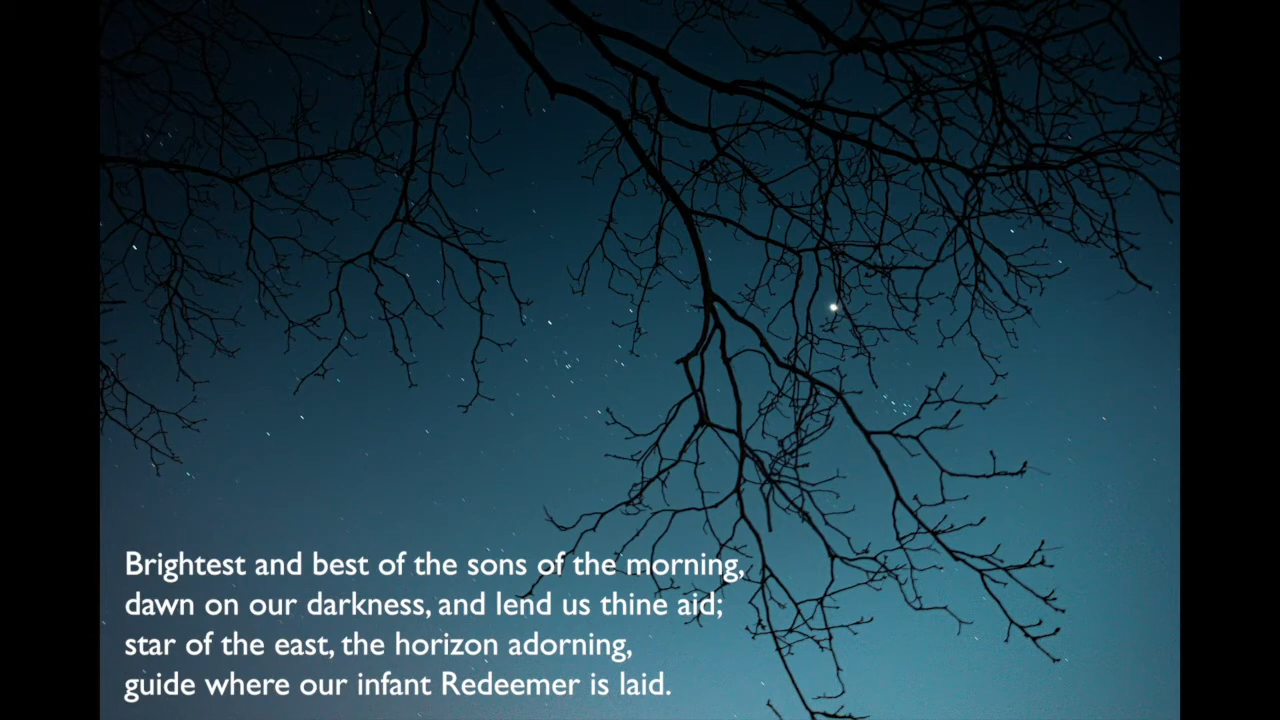 Brightest and best of the sons of the morning,
dawn on our darkness, and lend us thine aid;
star of the east, the horizon adorning,
guide where our infant Redeemer is laid.